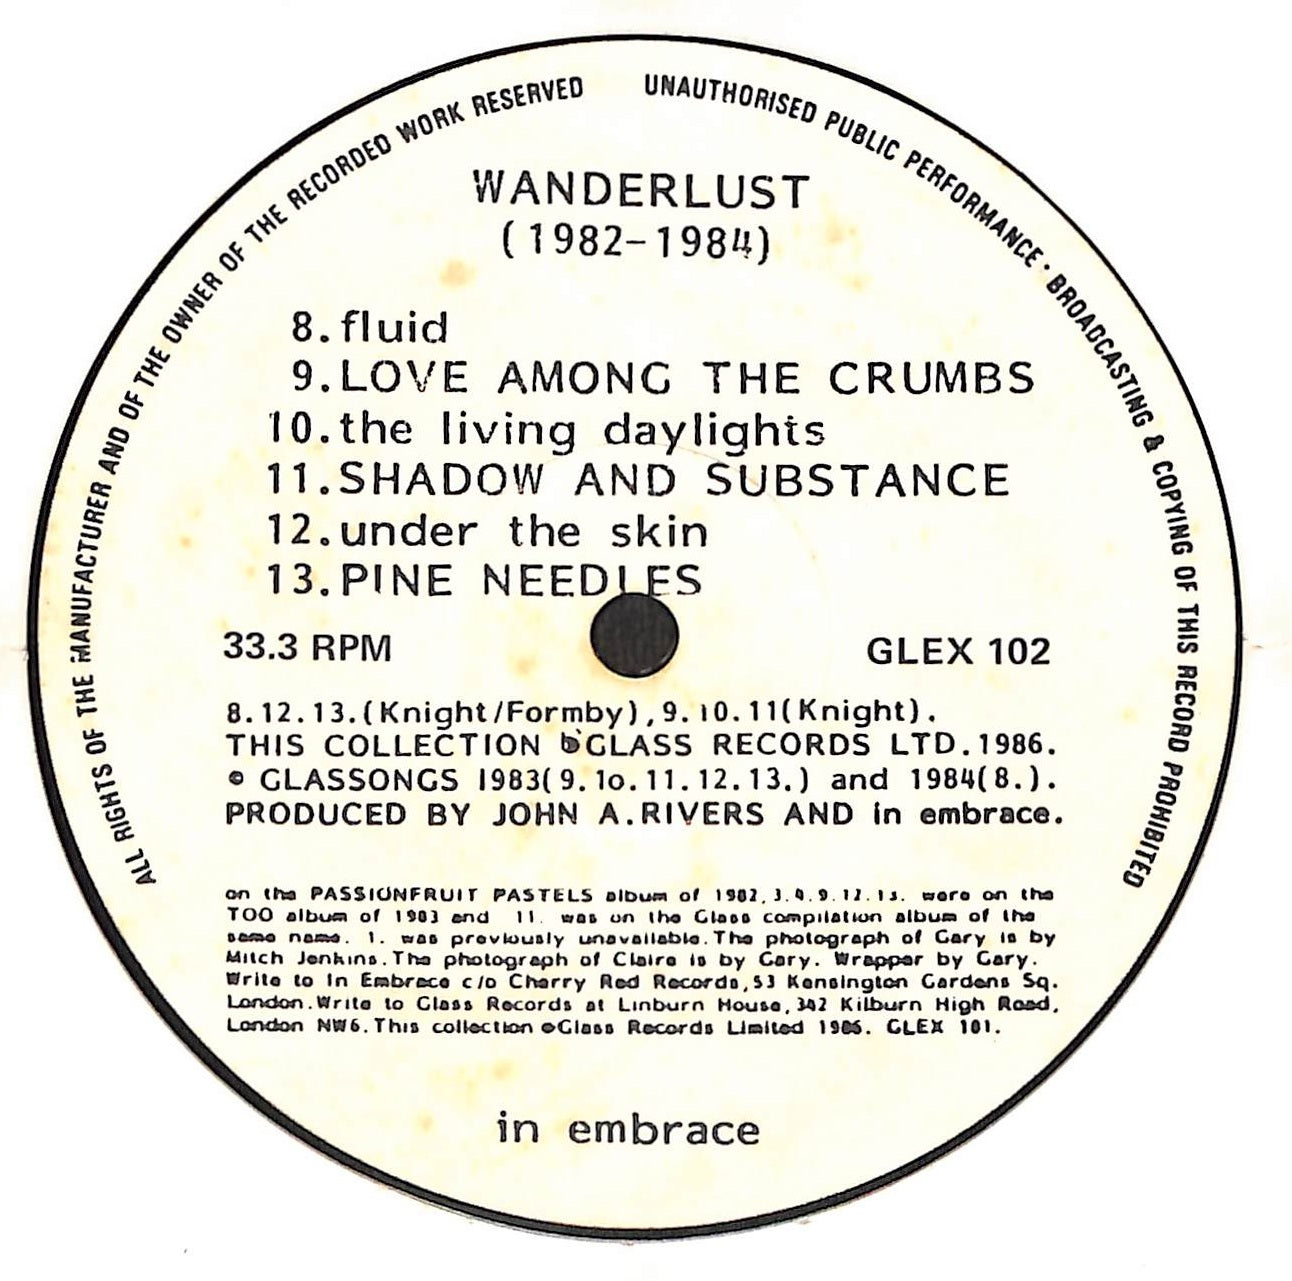 ALL RIGHTS OF THE MANUFACTURER AND OF THE OWNER OF THE RECORDED WORK RESERVED
UNAUTHORISED PUBLIC PERFORMANCE · BROADCASTING & COPYING OF THIS RECORD PROHIBITED
WANDERLUST
(1982-1984)
8. fluid
9. LOVE AMONG THE CRUMBS
10. the living daylights
11. SHADOW AND SUBSTANCE
12. under the skin
13. PINE NEEDLES
33.3 RPM
GLEX 102
8.12.13.(Knight/Formby),9.10.11(Knight).
THIS COLLECTION GLASS RECORDS LTD.1986.
GLASSONGS 1983(9.1o.11.12.13.) and 1984(8.).
PRODUCED BY JOHN A.RIVERS AND in embrace.
on the PASSIONFRUIT PASTELS album of 1982,3.4.9.12.13. were on the
TOO album of 1983 and 11. was on the Glass compilation album of the
same name. 1. was previously unavailable.The photograph of Gary is by
Mitch Jenkins.The photograph of Claire is by Gary. Wrapper by Gary.
Write to In Embrace c/o Cherry Red Records,53 Kensington Gardens Sq.
London.Write to Glass Records at Linburn House,342 Kilburn High Road,
London NW6.This collection Glass Records Limited 1986. GLEX 101.
in embrace